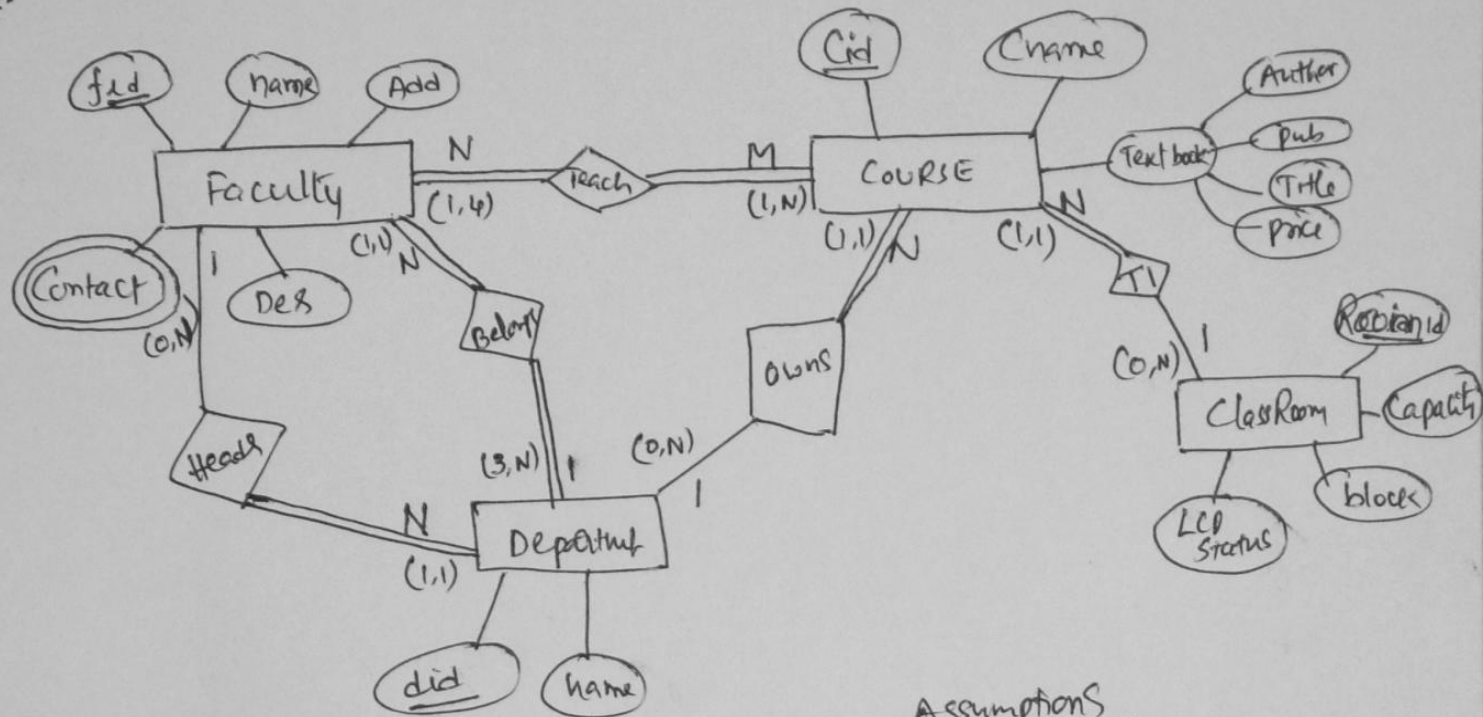 fid
name
Add
Cid
Cname
Author
pub
Title
price
Text book
Faculty
N
Teach
M
COURSE
(1,4)
(1,N)
Contact
1
Des
(1,1)
N
(1,1)
N
(1,1)
N
T1
(0,N)
Belongs
owns
(0,N)
1
Capacity
ClassRoom
block
LCD
Status
Heads
(3,N)
1
(0,N)
1
N
(1,1)
Department
did
name
Assumptions